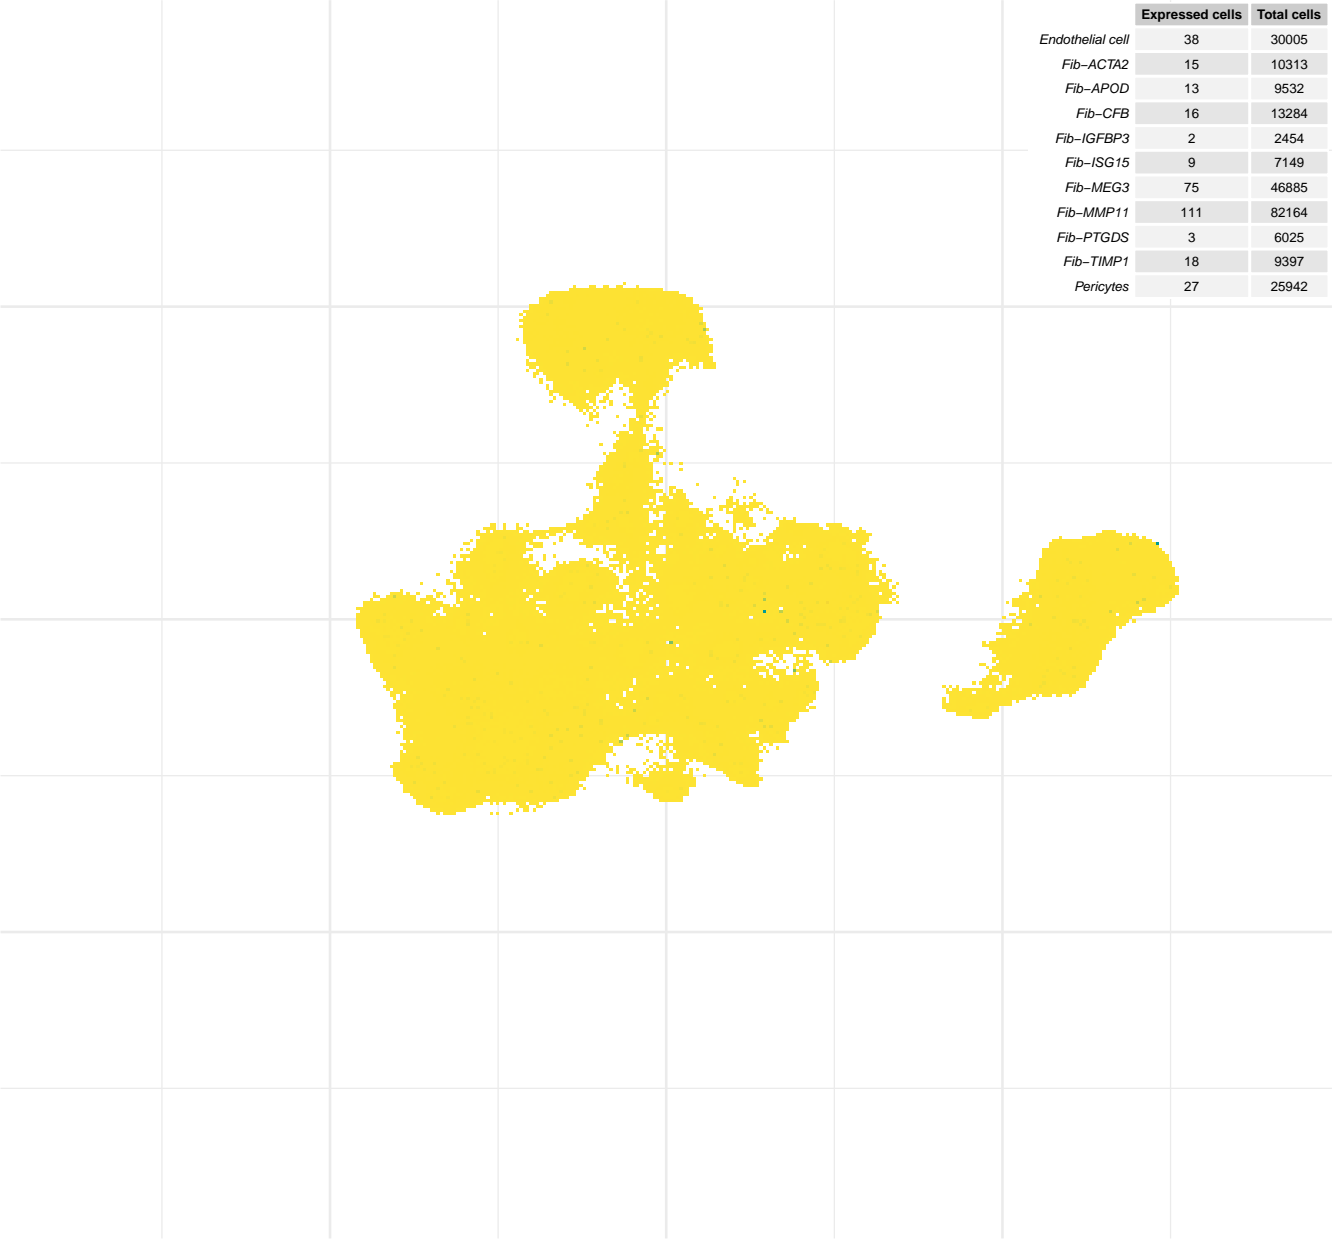 Expressed cells Total cells
Endothelial cell 38 30005
Fib−ACTA2 15 10313
Fib−APOD 13 9532
Fib−CFB 16 13284
Fib−IGFBP3 2 2454
Fib−ISG15 9 7149
Fib−MEG3 75 46885
Fib−MMP11 111 82164
Fib−PTGDS 3 6025
Fib−TIMP1 18 9397
Pericytes 27 25942